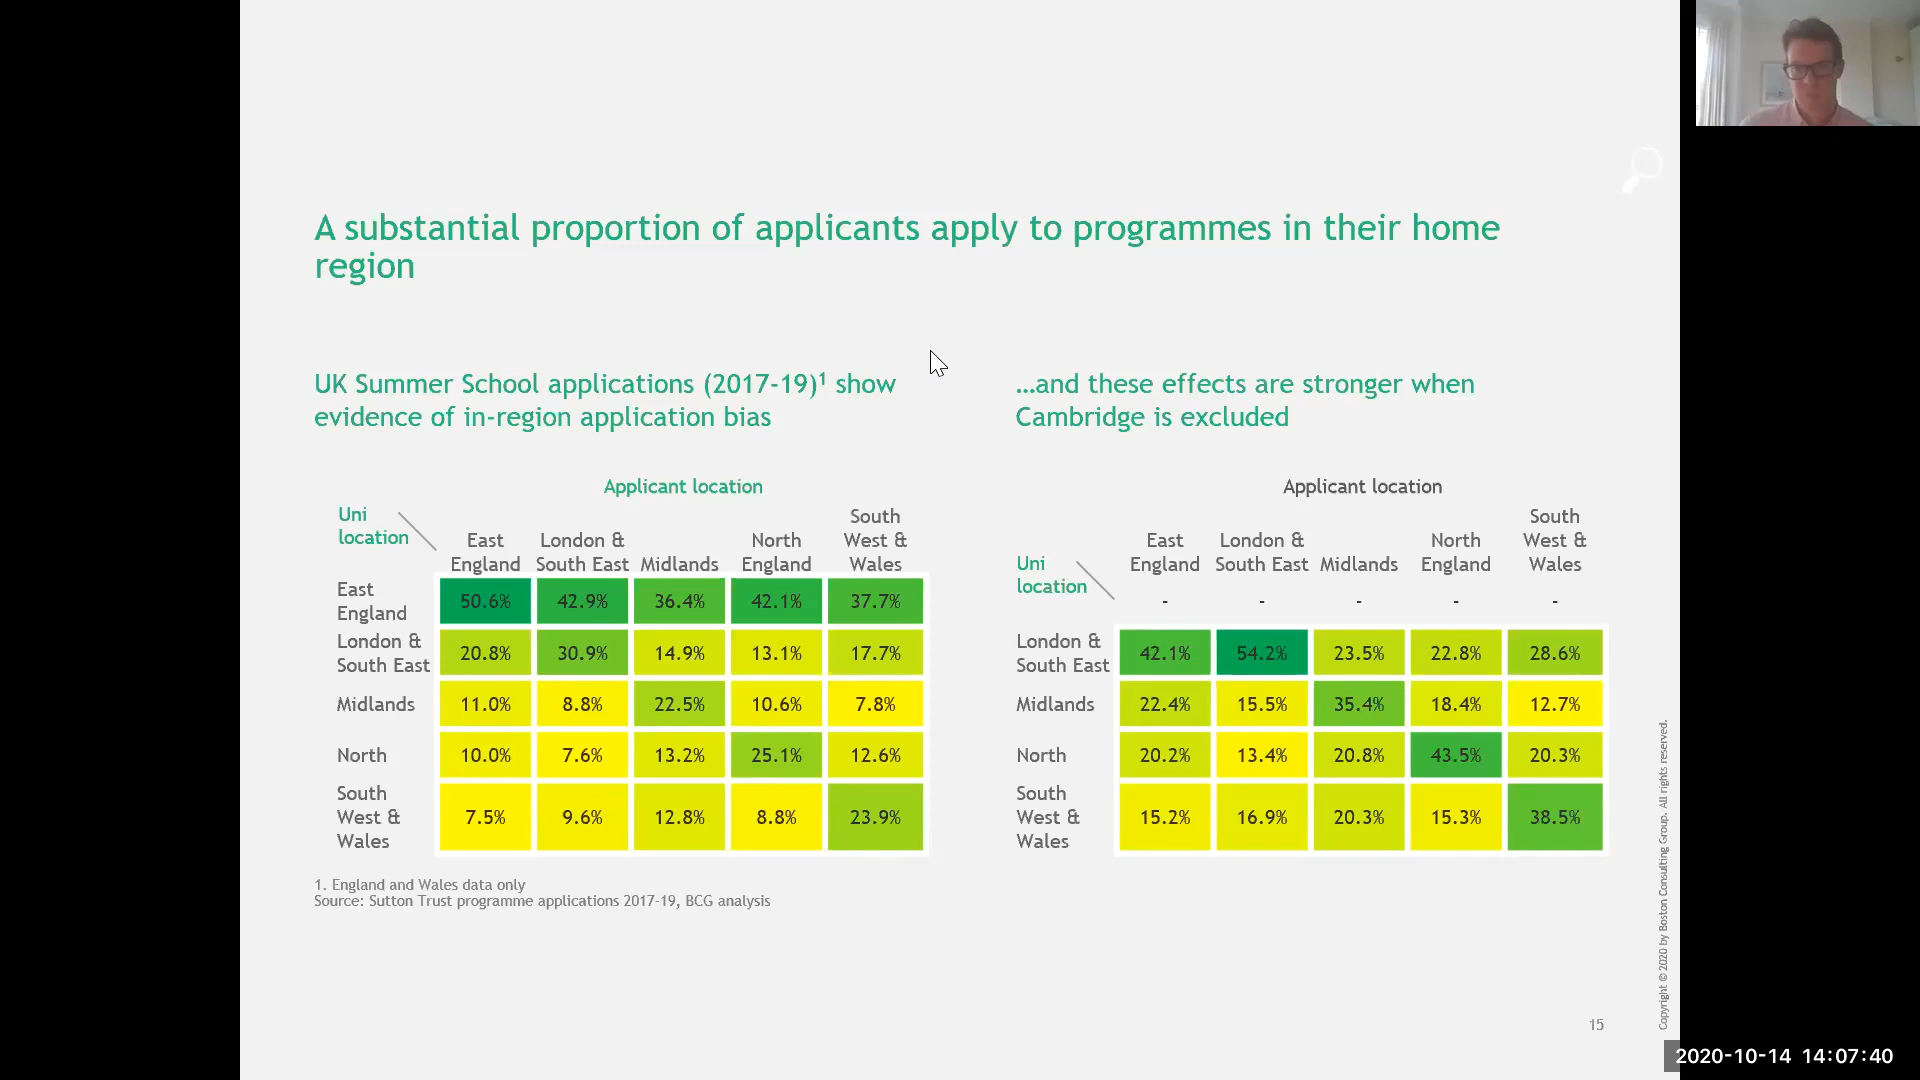 A substantial proportion of applicants apply to programmes in their home
region
UK Summer School applications (2017-19)¹ show
evidence of in-region application bias
Applicant location
Uni
location
East
England
London &
South East
Midlands
North
England
South
West &
Wales
East
England
50.6% 42.9% 36.4% 42.1% 37.7%
London &
South East
20.8% 30.9% 14.9% 13.1% 17.7%
Midlands 11.0% 8.8% 22.5% 10.6% 7.8%
North 10.0% 7.6% 13.2% 25.1% 12.6%
South
West &
Wales
7.5% 9.6% 12.8% 8.8% 23.9%
1. England and Wales data only
Source: Sutton Trust programme applications 2017-19, BCG analysis
…and these effects are stronger when
Cambridge is excluded
Applicant location
Uni
location
East
England
London &
South East
Midlands
North
England
South
West &
Wales
- - - - -
London &
South East
42.1% 54.2% 23.5% 22.8% 28.6%
Midlands 22.4% 15.5% 35.4% 18.4% 12.7%
North 20.2% 13.4% 20.8% 43.5% 20.3%
South
West &
Wales
15.2% 16.9% 20.3% 15.3% 38.5%
Copyright © 2020 by Boston Consulting Group. All rights reserved.
15
2020-10-14 14:07:40